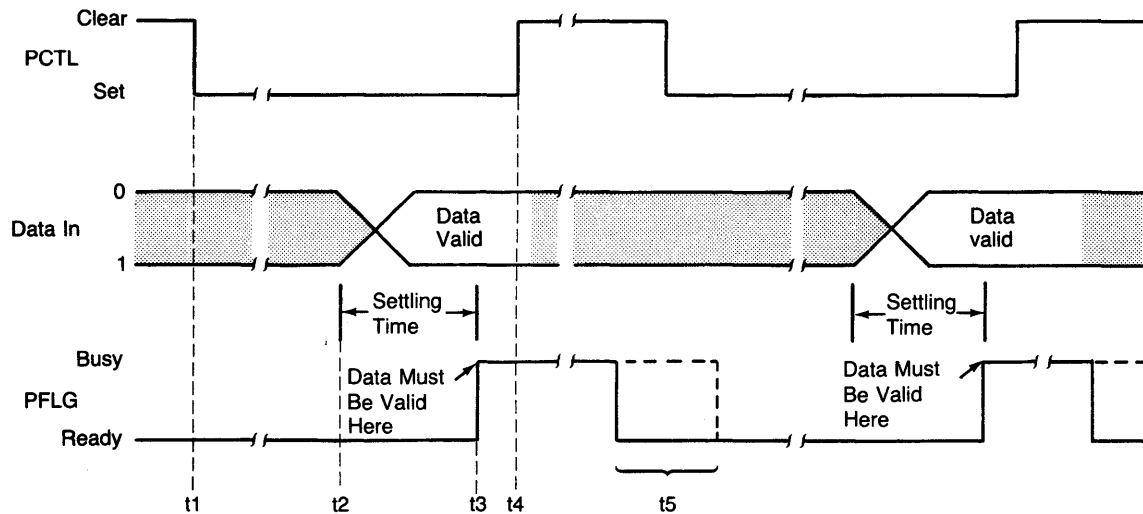 Clear
PCTL
Set
0
Data In
1
Data
Valid
Data
valid
Settling
Time
Settling
Time
Busy
PFLG
Ready
Data Must
Be Valid
Here
Data Must
Be Valid
Here
t1
t2
t3
t4
t5